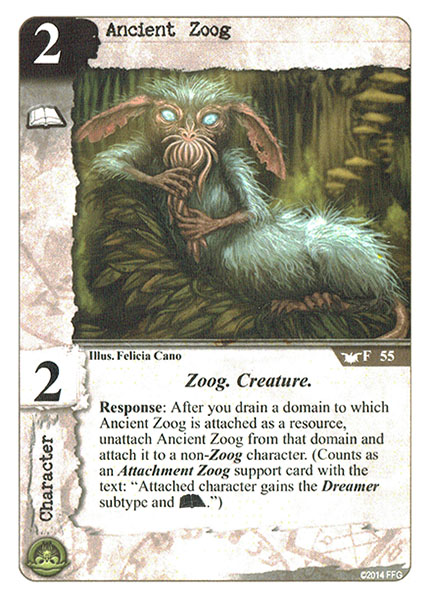 2
Ancient Zoog
Illus. Felicia Cano
F 55
2
Character
Zoog. Creature.
Response: After you drain a domain to which
Ancient Zoog is attached as a resource,
unattach Ancient Zoog from that domain and
attach it to a non-Zoog character. (Counts as
an Attachment Zoog support card with the
text: “Attached character gains the Dreamer
subtype and .”)
©2014 FFG